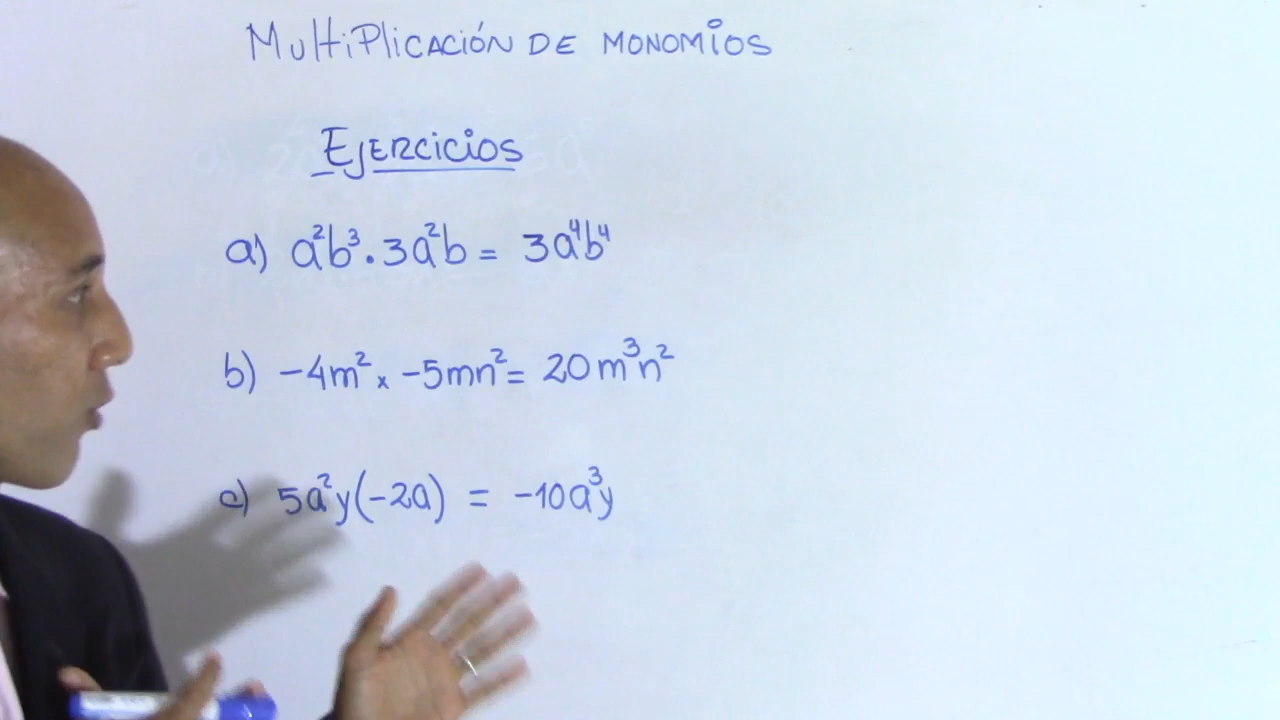 Multiplicación de monomios
Ejercicios
a) a²b³ . 3a²b = 3a⁴b⁴
b) -4m² x -5mn² = 20m³n²
c) 5a²y(-2a) = -10a³y